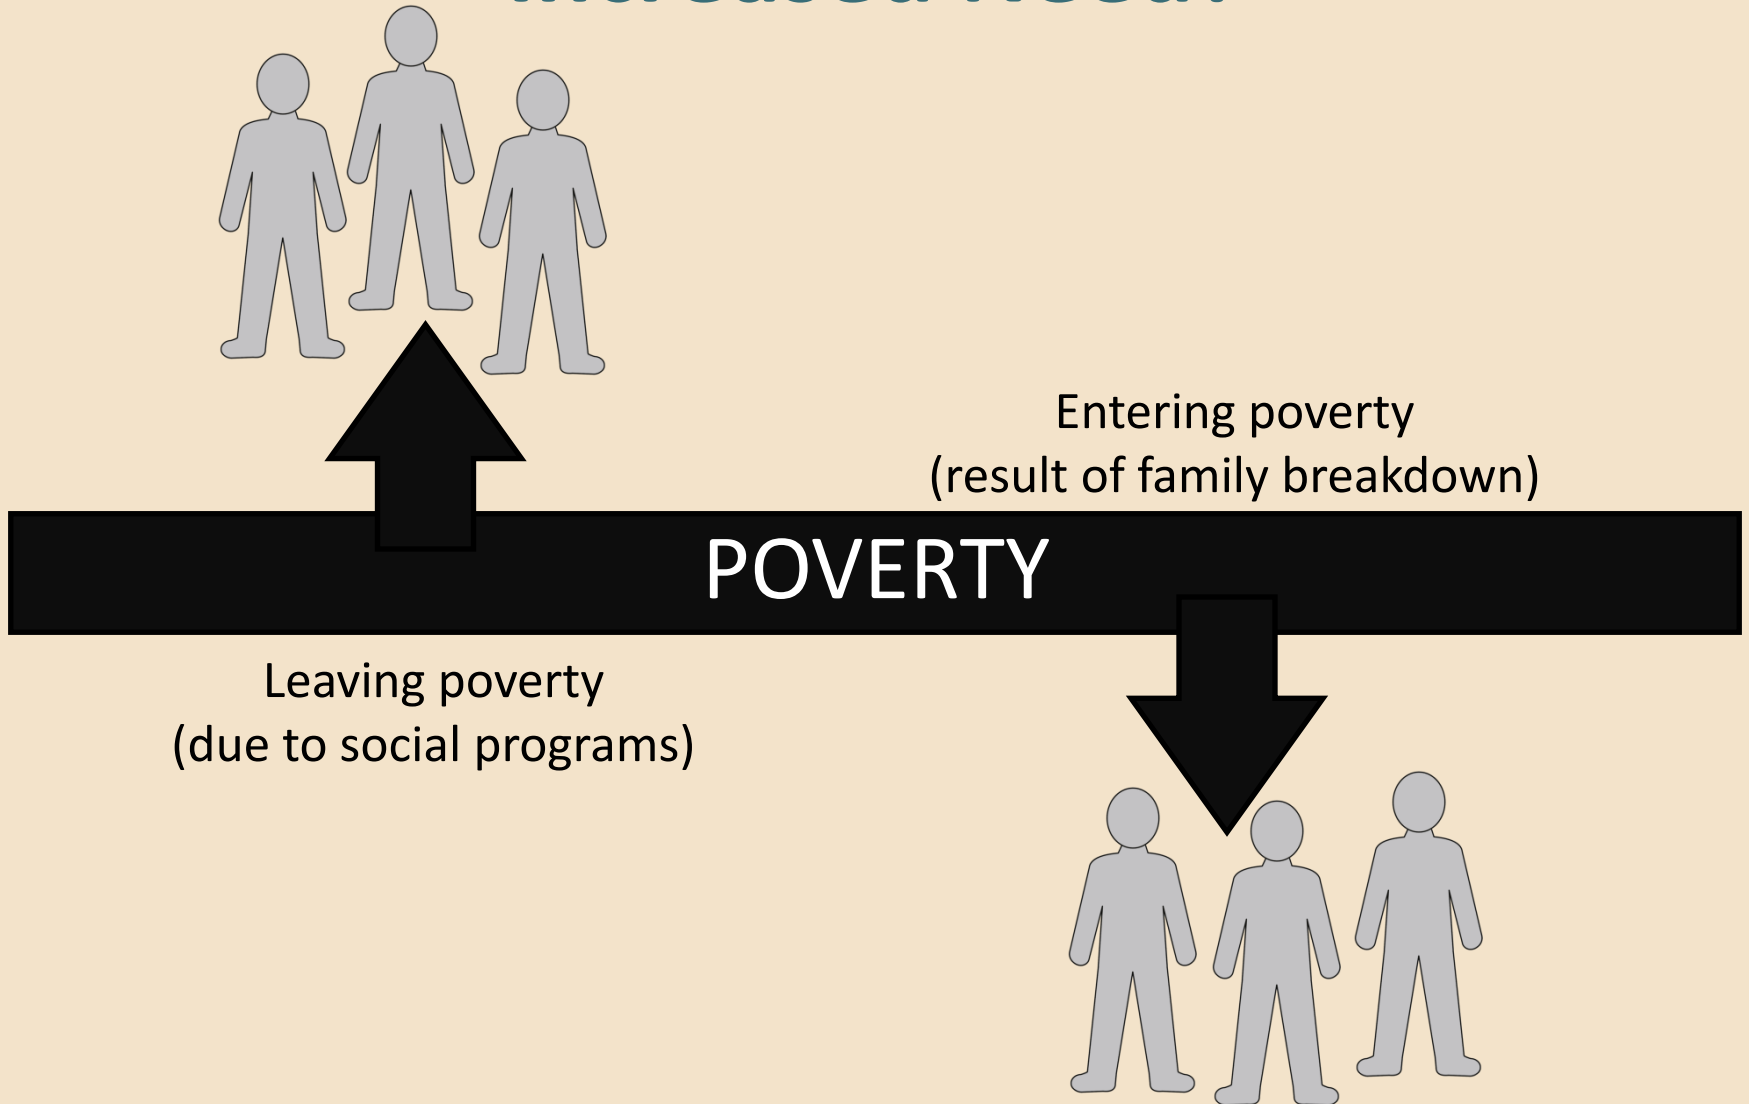 Entering poverty
(result of family breakdown)
POVERTY
Leaving poverty
(due to social programs)